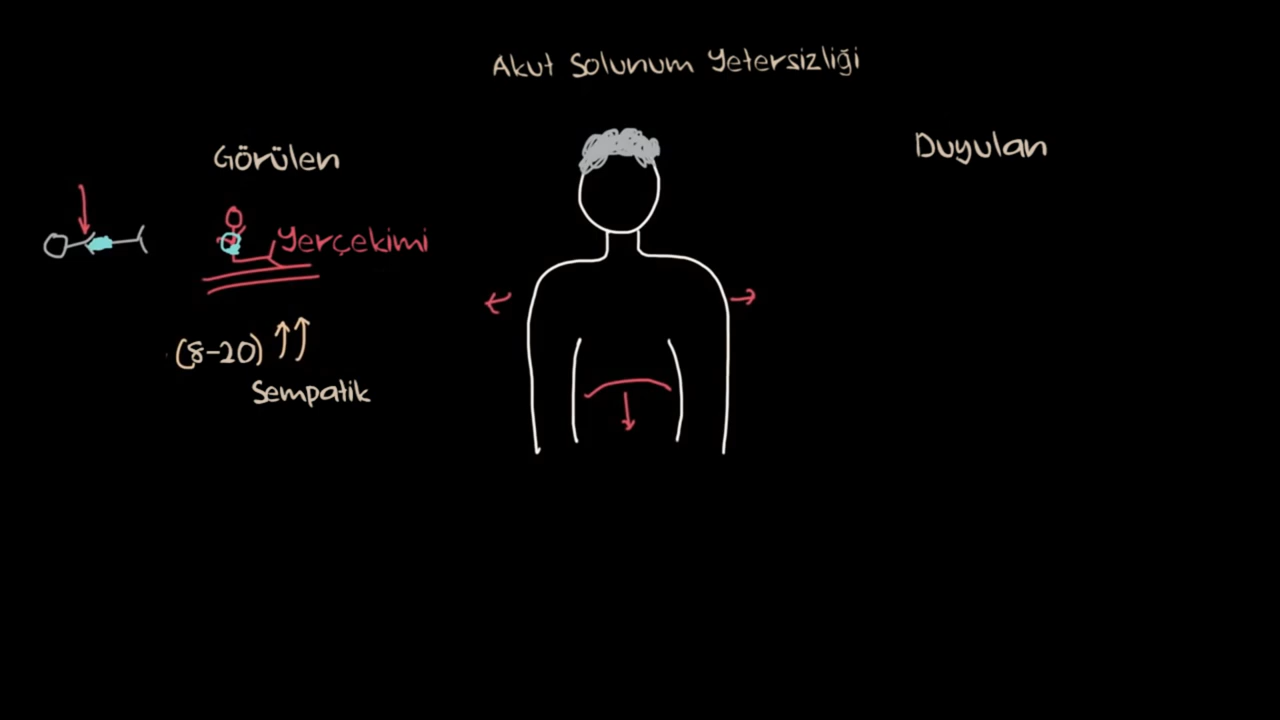 Akut Solunum Yetersizliği
Görülen
Duyulan
Yerçekimi
(8-20) ↑↑
Sempatik